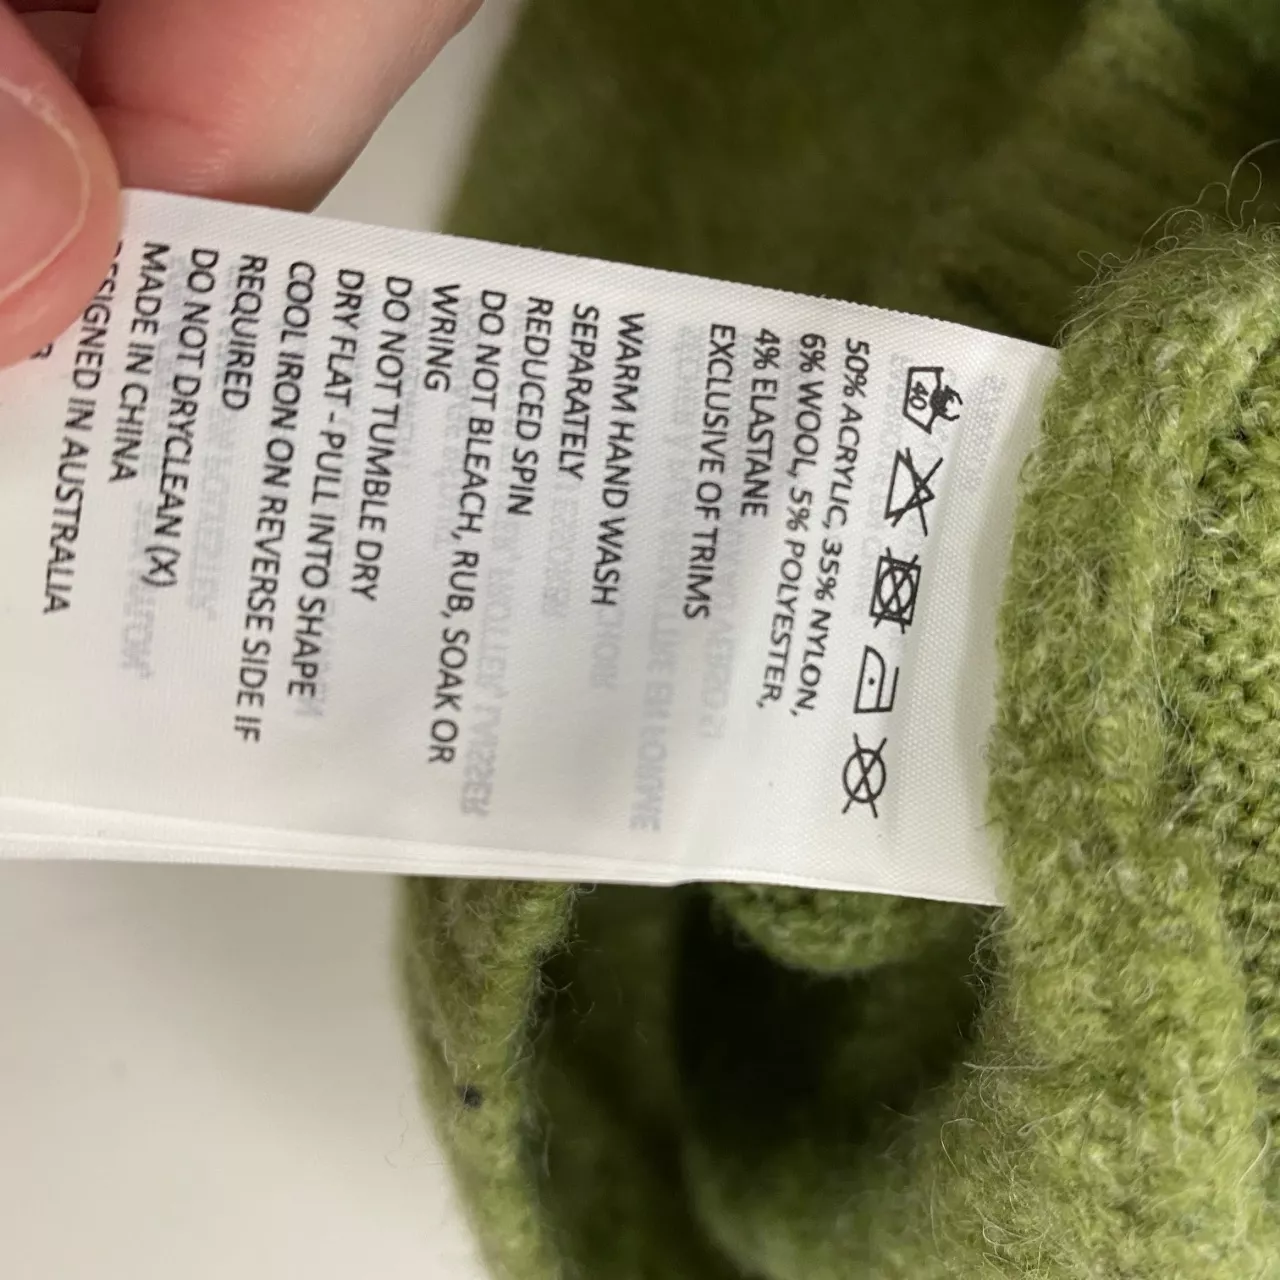 40
50% ACRYLIC, 35% NYLON,
6% WOOL, 5% POLYESTER,
4% ELASTANE
EXCLUSIVE OF TRIMS
WARM HAND WASH
SEPARATELY
REDUCED SPIN
DO NOT BLEACH, RUB, SOAK OR
WRING
DO NOT TUMBLE DRY
DRY FLAT - PULL INTO SHAPE
COOL IRON ON REVERSE SIDE IF
REQUIRED
DO NOT DRYCLEAN (X)
MADE IN CHINA
DESIGNED IN AUSTRALIA